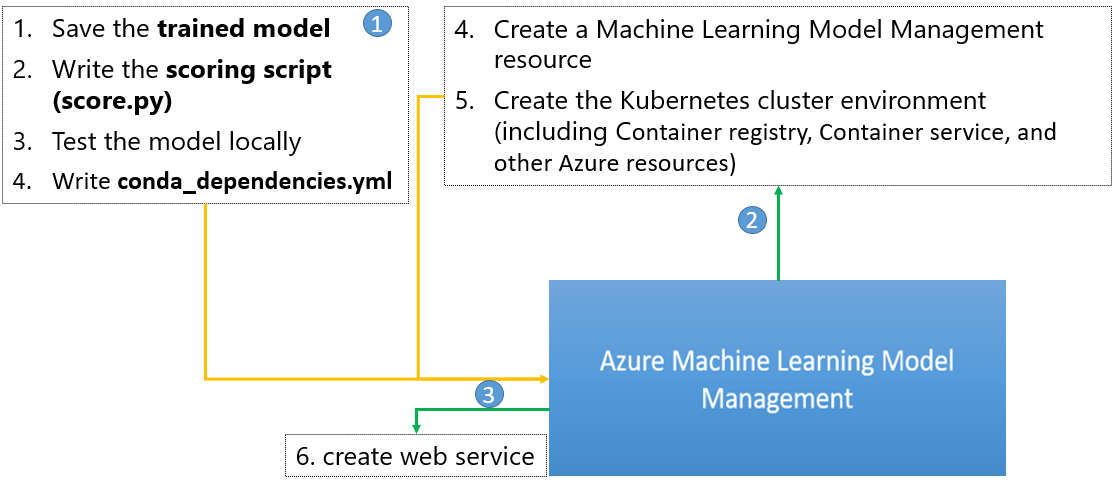 1. Save the trained model
1
2. Write the scoring script
(score.py)
3. Test the model locally
4. Write conda_dependencies.yml
4. Create a Machine Learning Model Management
resource
5. Create the Kubernetes cluster environment
(including Container registry, Container service, and
other Azure resources)
2
Azure Machine Learning Model
Management
3
6. create web service